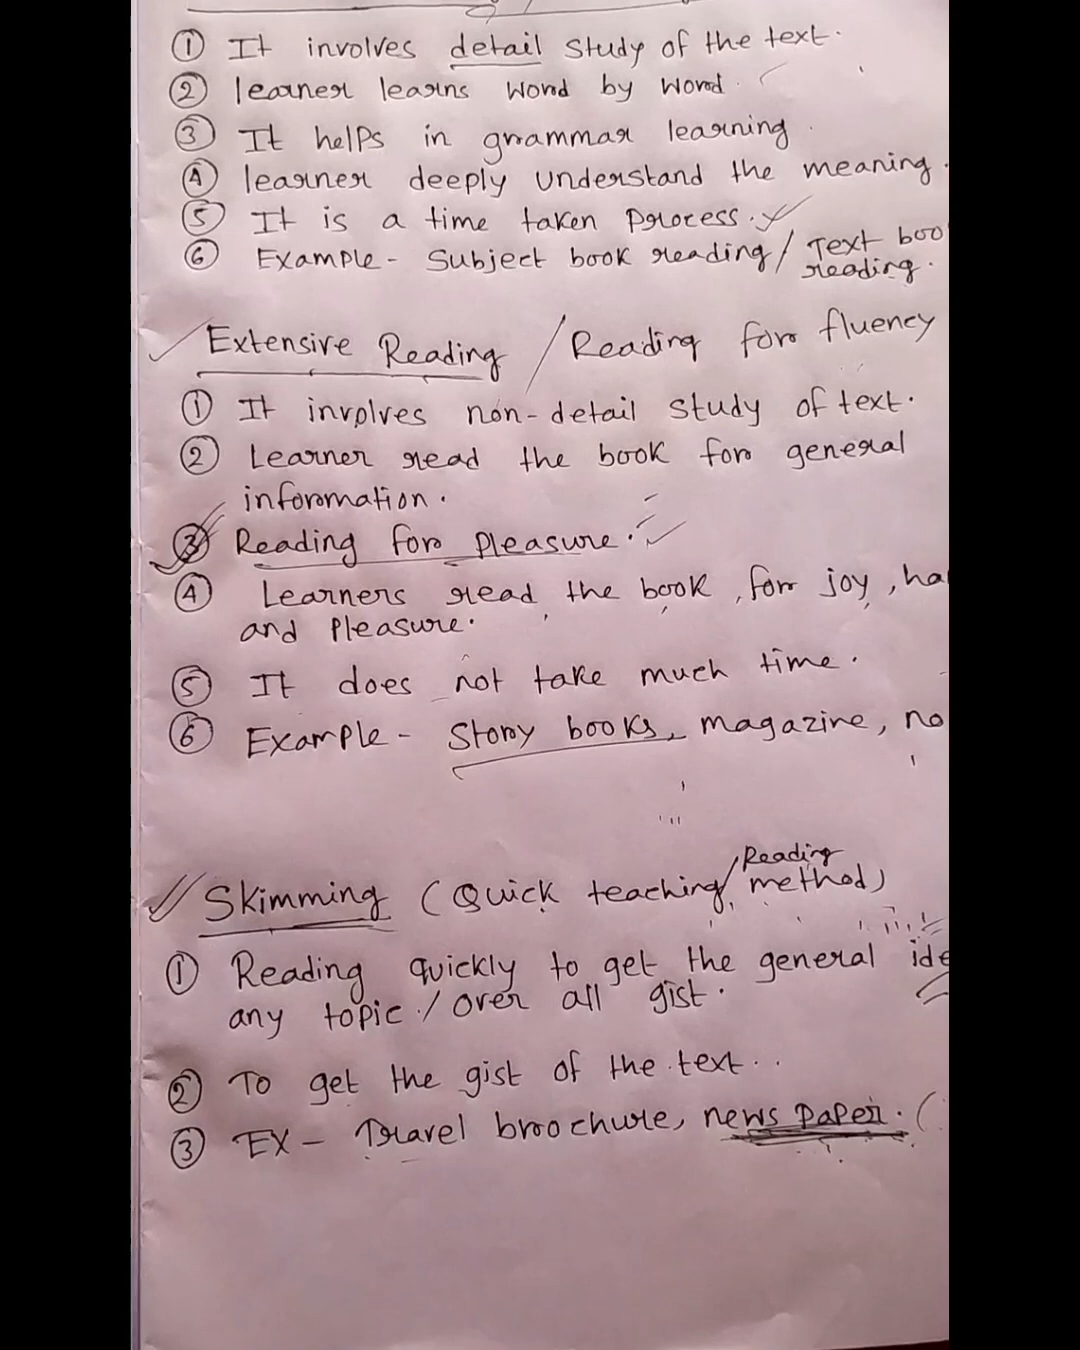 ① It involves detail study of the text.
② learner learns word by word.
③ It helps in grammar learning.
④ learner deeply understand the meaning.
⑤ It is a time taken process.
⑥ Example - Subject book reading / Text boo
reading.
Extensive Reading / Reading for fluency
① It involves non-detail study of text.
② Learner read the book for general
information.
③ Reading for pleasure.
④ Learners read the book, for joy, ha
and pleasure.
⑤ It does not take much time.
⑥ Example - Story books, magazine, no
Reading
Skimming (Quick teaching/ method)
① Reading quickly to get the general ide
any topic. / over all gist.
② To get the gist of the text..
③ EX - Travel broochure, news paper. (